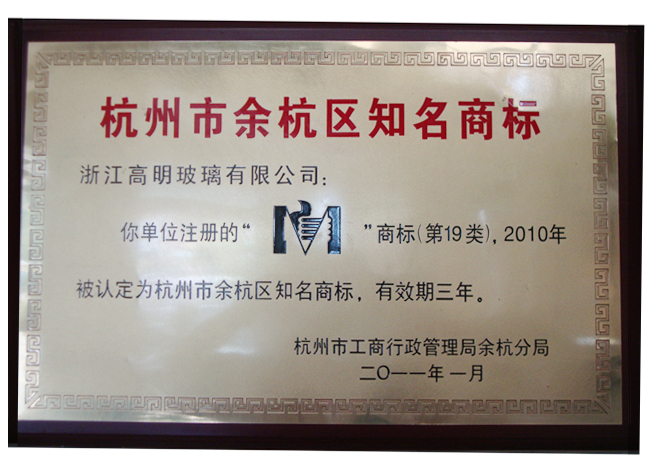 杭州市余杭区知名商标
浙江高明玻璃有限公司：
你单位注册的“ ”商标(第19类)，2010年
被认定为杭州市余杭区知名商标，有效期三年。
杭州市工商行政管理局余杭分局
二〇一一年一月